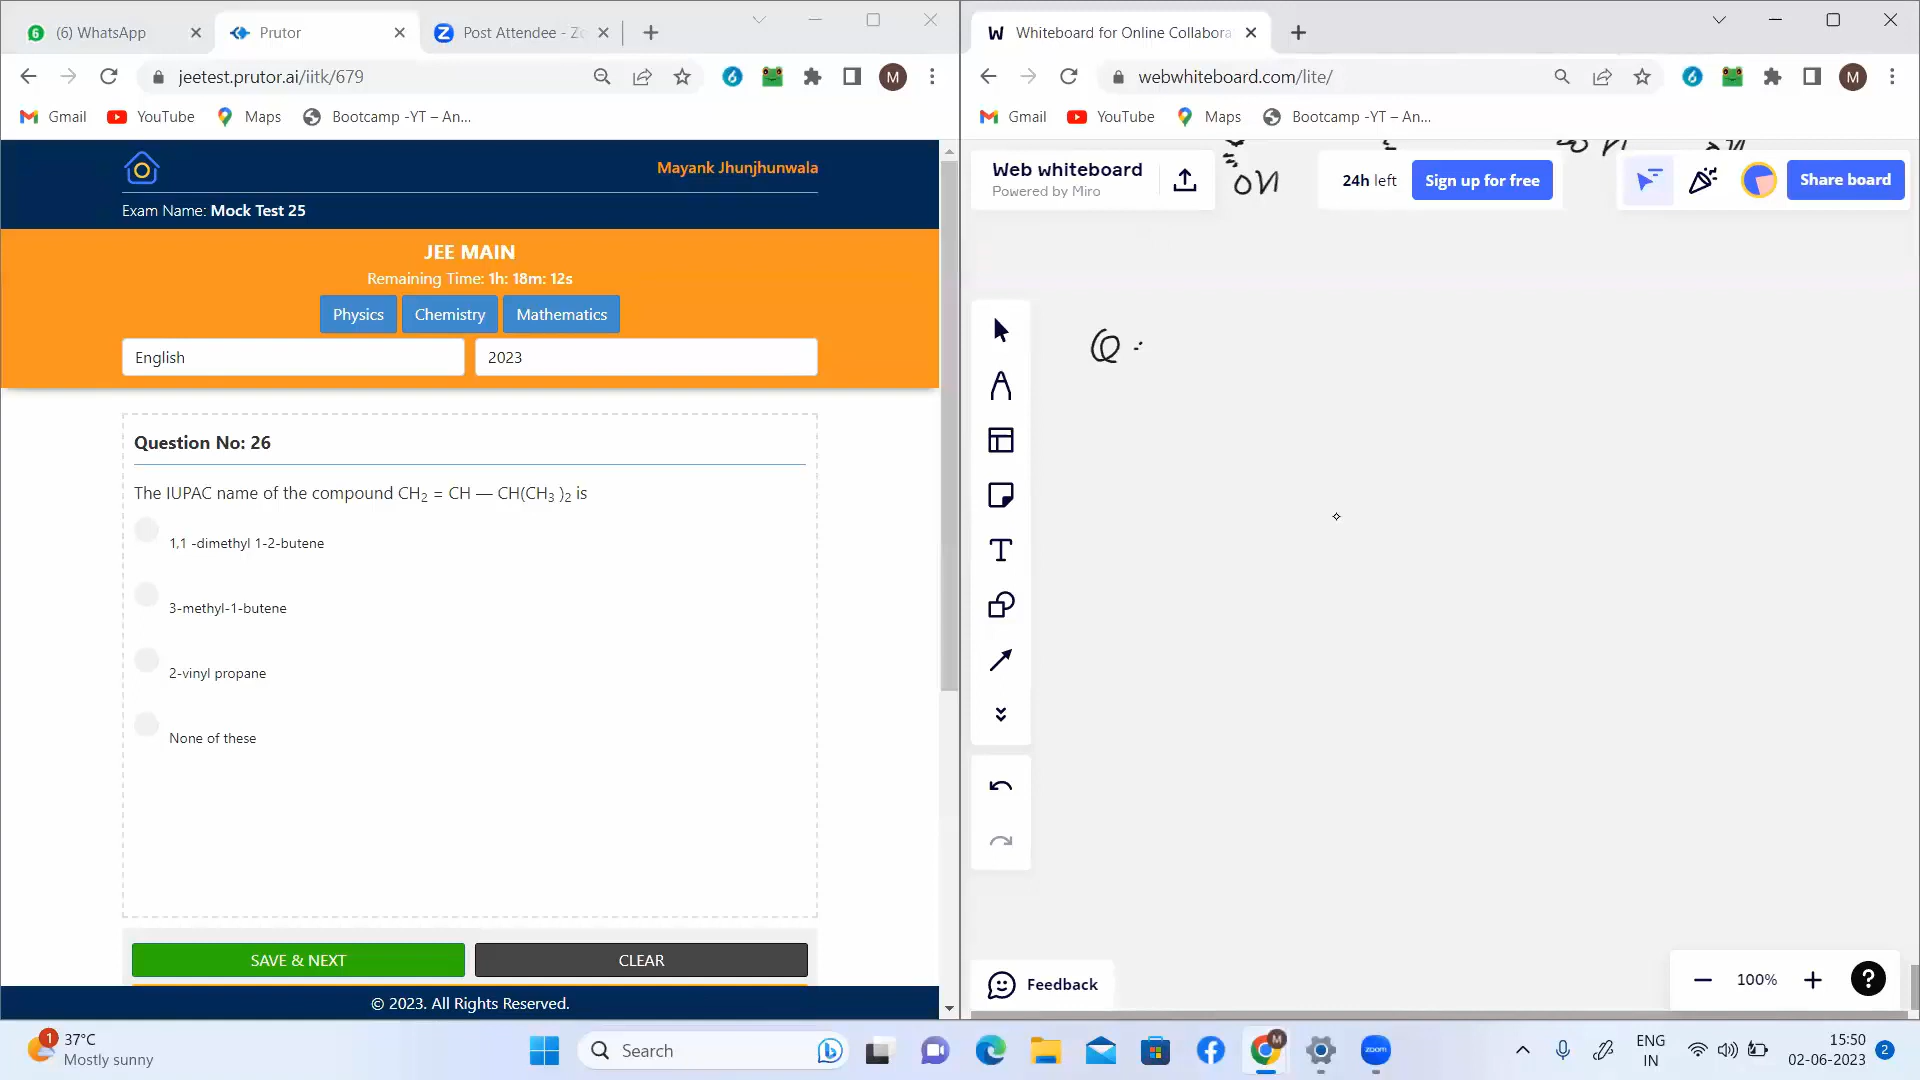 (6) WhatsApp
Prutor
Post Attendee - Zo
jeetest.prutor.ai/iitk/679
M
Gmail
YouTube
Maps
Bootcamp -YT – An...
Mayank Jhunjhunwala
Exam Name: Mock Test 25
JEE MAIN
Remaining Time: 1h: 18m: 12s
Physics
Chemistry
Mathematics
English
2023
Question No: 26
The IUPAC name of the compound CH2 = CH — CH(CH3 )2 is
1,1 -dimethyl 1-2-butene
3-methyl-1-butene
2-vinyl propane
None of these
SAVE & NEXT
CLEAR
© 2023. All Rights Reserved.
Whiteboard for Online Collabora
webwhiteboard.com/lite/
M
Gmail
YouTube
Maps
Bootcamp -YT – An...
Web whiteboard
Powered by Miro
24h left
Sign up for free
Share board
Feedback
100%
1
37°C
Mostly sunny
Search
zoom
M
ENG
IN
15:50
02-06-2023
2